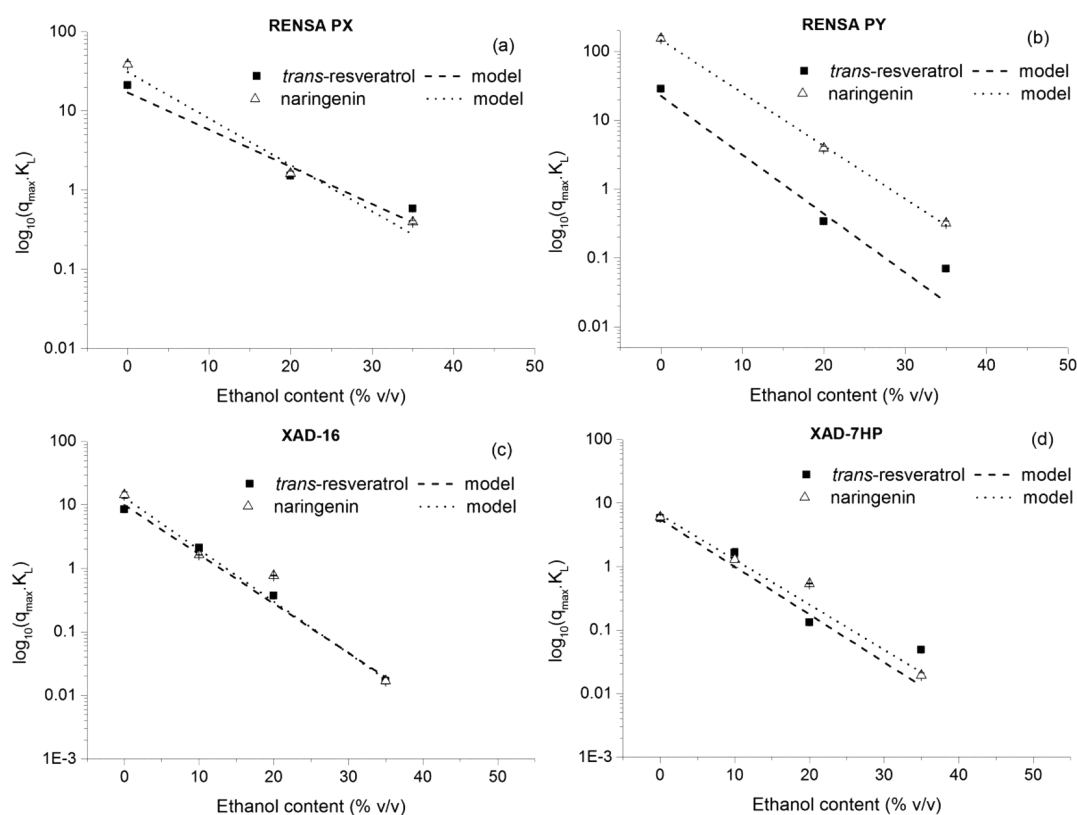 RENSA PX
(a)
trans-resveratrol model
naringenin model
100
10
1
0.1
0.01
log10(qmax.KL)
0 10 20 30 40 50
Ethanol content (% v/v)
RENSA PY
(b)
trans-resveratrol model
naringenin model
100
10
1
0.1
0.01
log10(qmax.KL)
0 10 20 30 40 50
Ethanol content (% v/v)
XAD-16
(c)
trans-resveratrol model
naringenin model
100
10
1
0.1
0.01
1E-3
log10(qmax.KL)
0 10 20 30 40 50
Ethanol content (% v/v)
XAD-7HP
(d)
trans-resveratrol model
naringenin model
100
10
1
0.1
0.01
1E-3
log10(qmax.KL)
0 10 20 30 40 50
Ethanol content (% v/v)